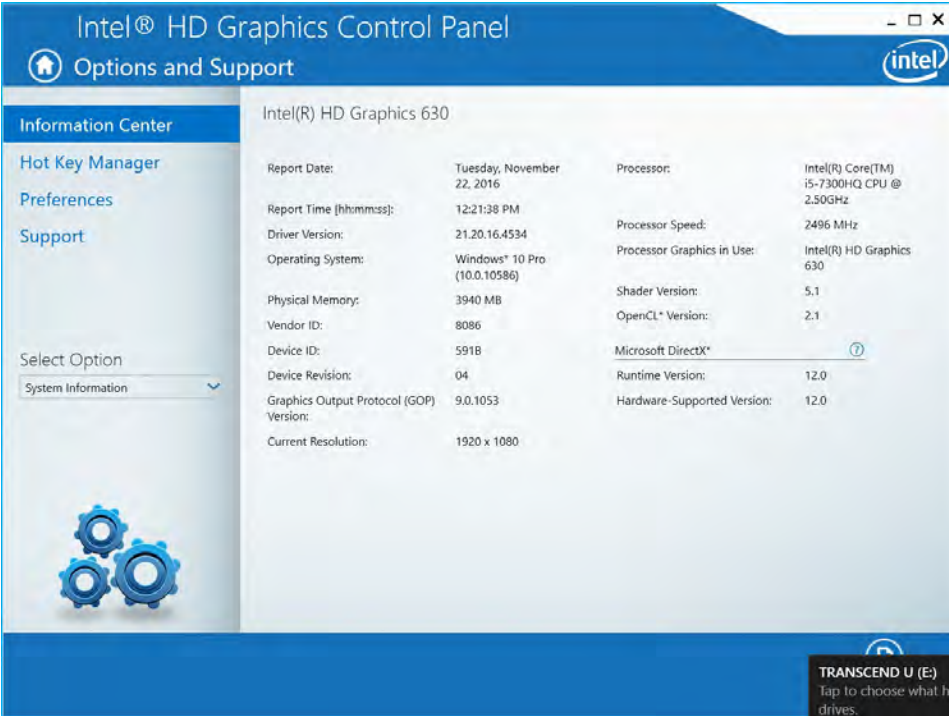 Intel® HD Graphics Control Panel
Options and Support
intel
Information Center
Hot Key Manager
Preferences
Support
Select Option
System Information
Intel(R) HD Graphics 630
Report Date: Tuesday, November
22, 2016
Report Time [hh:mm:ss]: 12:21:38 PM
Driver Version: 21.20.16.4534
Operating System: Windows* 10 Pro
(10.0.10586)
Physical Memory: 3940 MB
Vendor ID: 8086
Device ID: 591B
Device Revision: 04
Graphics Output Protocol (GOP) 9.0.1053
Version:
Current Resolution: 1920 x 1080
Processor: Intel(R) Core(TM)
i5-7300HQ CPU @
2.50GHz
Processor Speed: 2496 MHz
Processor Graphics in Use: Intel(R) HD Graphics
630
Shader Version: 5.1
OpenCL* Version: 2.1
Microsoft DirectX*
?
Runtime Version: 12.0
Hardware-Supported Version: 12.0
TRANSCEND U (E:)
Tap to choose what h
drives.